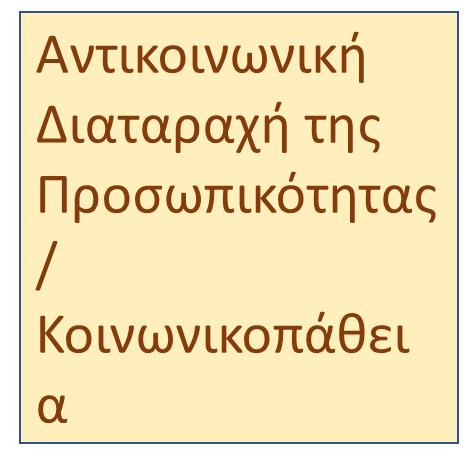 Αντικοινωνική
Διαταραχή της
Προσωπικότητας
/
Κοινωνικοπάθει
α